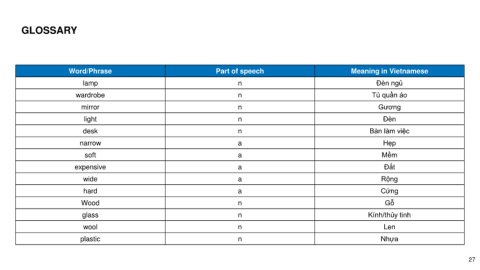 GLOSSARY
Word/Phrase Part of speech Meaning in Vietnamese
lamp n Đèn ngủ
wardrobe n Tủ quần áo
mirror n Gương
light n Đèn
desk n Bàn làm việc
narrow a Hẹp
soft a Mềm
expensive a Đắt
wide a Rộng
hard a Cứng
Wood n Gỗ
glass n Kính/thủy tinh
wool n Len
plastic n Nhựa
27